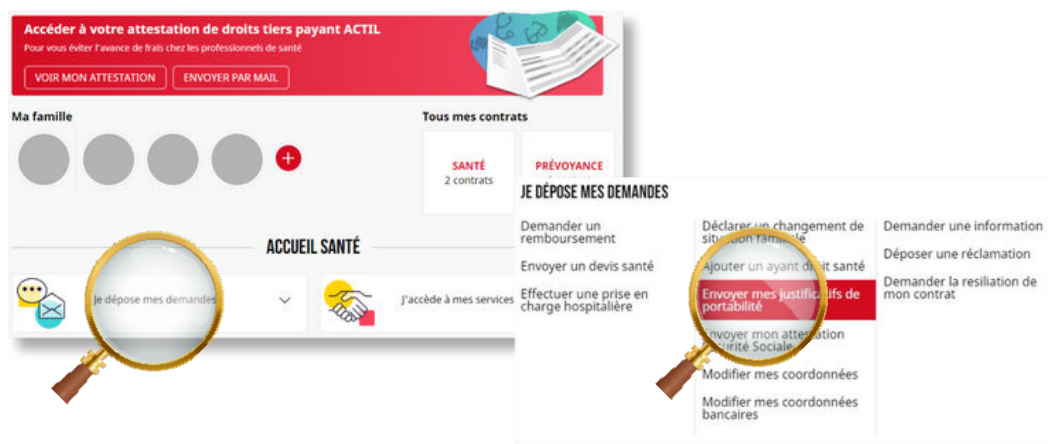 Accéder à votre attestation de droits tiers payant ACTIL
Pour vous éviter l'avance de frais chez les professionnels de santé
VOIR MON ATTESTATION
ENVOYER PAR MAIL
Ma famille
Tous mes contrats
SANTÉ
2 contrats
PRÉVOYANCE
ACCUEIL SANTÉ
Je dépose mes demandes
J'accède à mes services
JE DÉPOSE MES DEMANDES
Demander un
remboursement
Envoyer un devis santé
Effectuer une prise en
charge hospitalière
Déclarer un changement de
situation familiale
Ajouter un ayant droit santé
Envoyer mes justificatifs de
portabilité
Envoyer mon attestation
Sécurité Sociale
Modifier mes coordonnées
Modifier mes coordonnées
bancaires
Demander une information
Déposer une réclamation
Demander la resiliation de
mon contrat